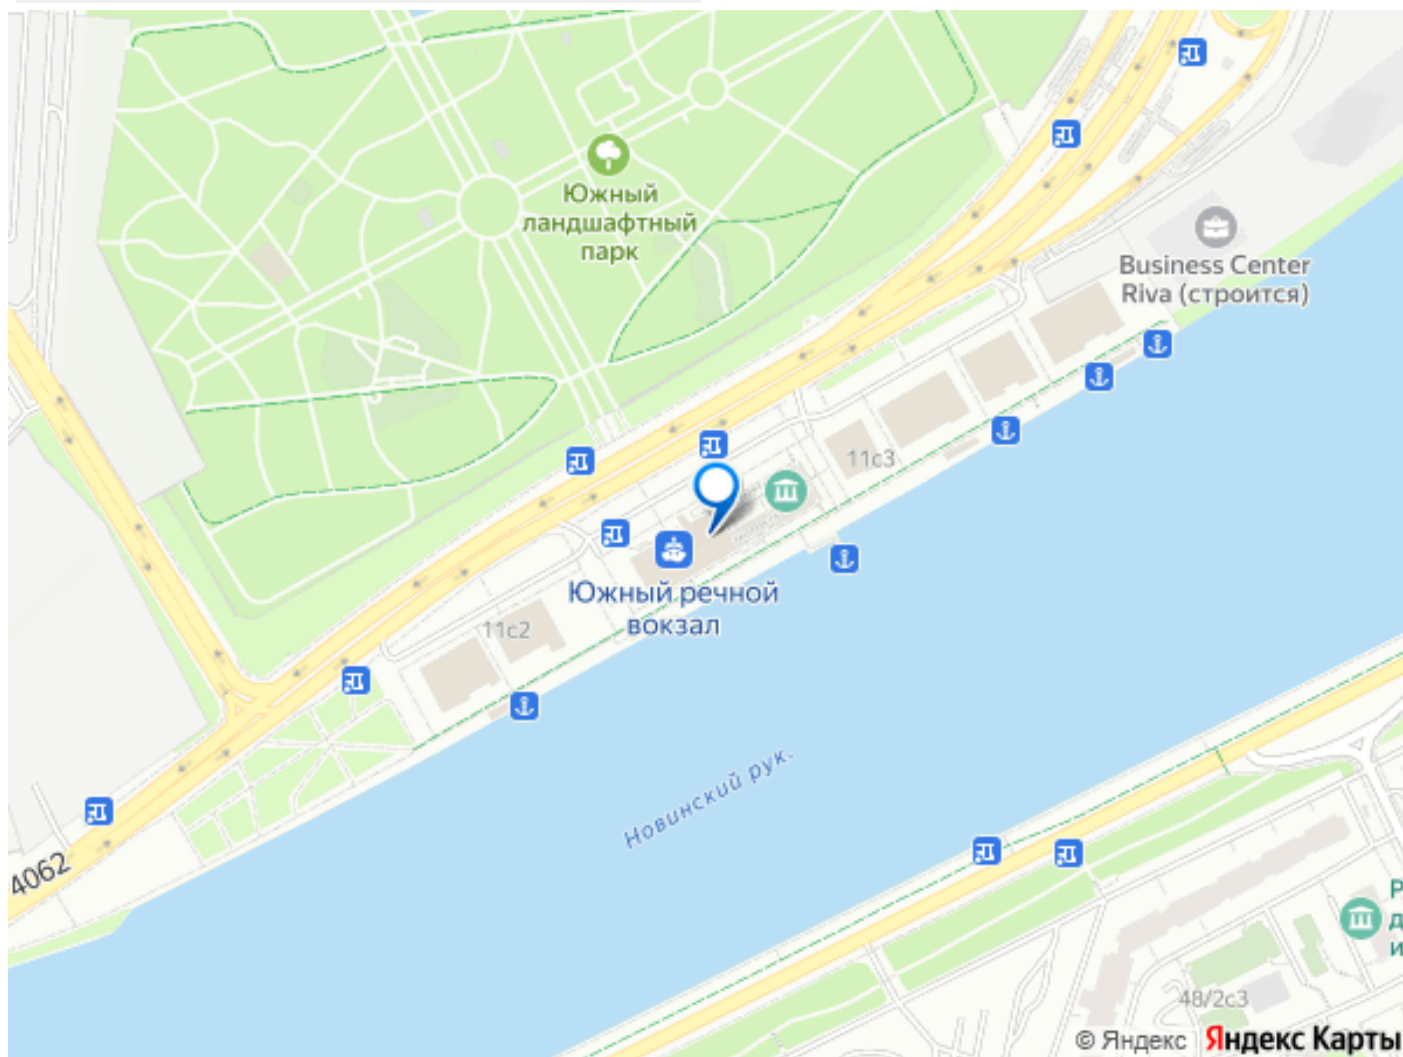 Южный
ландшафтный
парк
Business Center
Riva (строится)
11с3
Южный речной
вокзал
11с2
Новинский рук.
4062
Р
д
и
48/2с3
© Яндекс Яндекс Карты